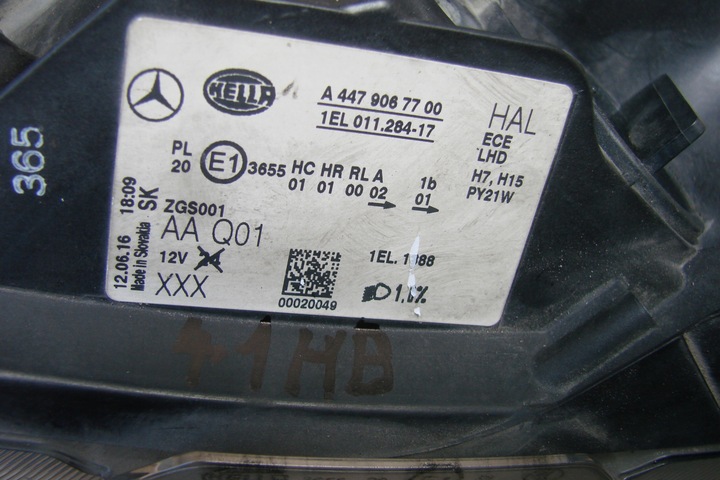 HELLA
A 447 906 77 00
1EL 011.284-17
HAL
ECE
LHD
H7, H15
PY21W
PL
20
E1
3655
HC HR RL A
01 01 00 02
1b
01
ZGS001
AA Q01
12V
XXX
00020049
12.06.16 18:09
Made in Slovakia SK
365
11HB